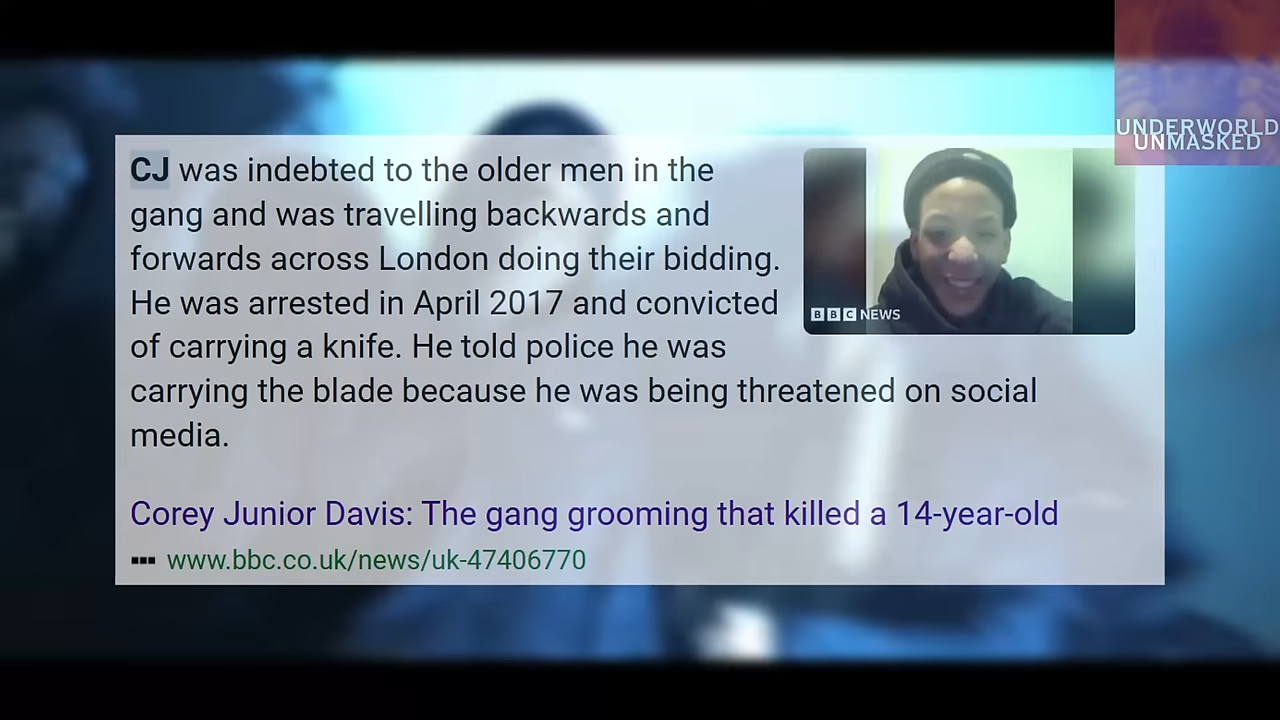 UNDERWORLD
UNMASKED
CJ was indebted to the older men in the
gang and was travelling backwards and
forwards across London doing their bidding.
He was arrested in April 2017 and convicted
of carrying a knife. He told police he was
carrying the blade because he was being threatened on social
media.
BBC NEWS
Corey Junior Davis: The gang grooming that killed a 14-year-old
www.bbc.co.uk/news/uk-47406770